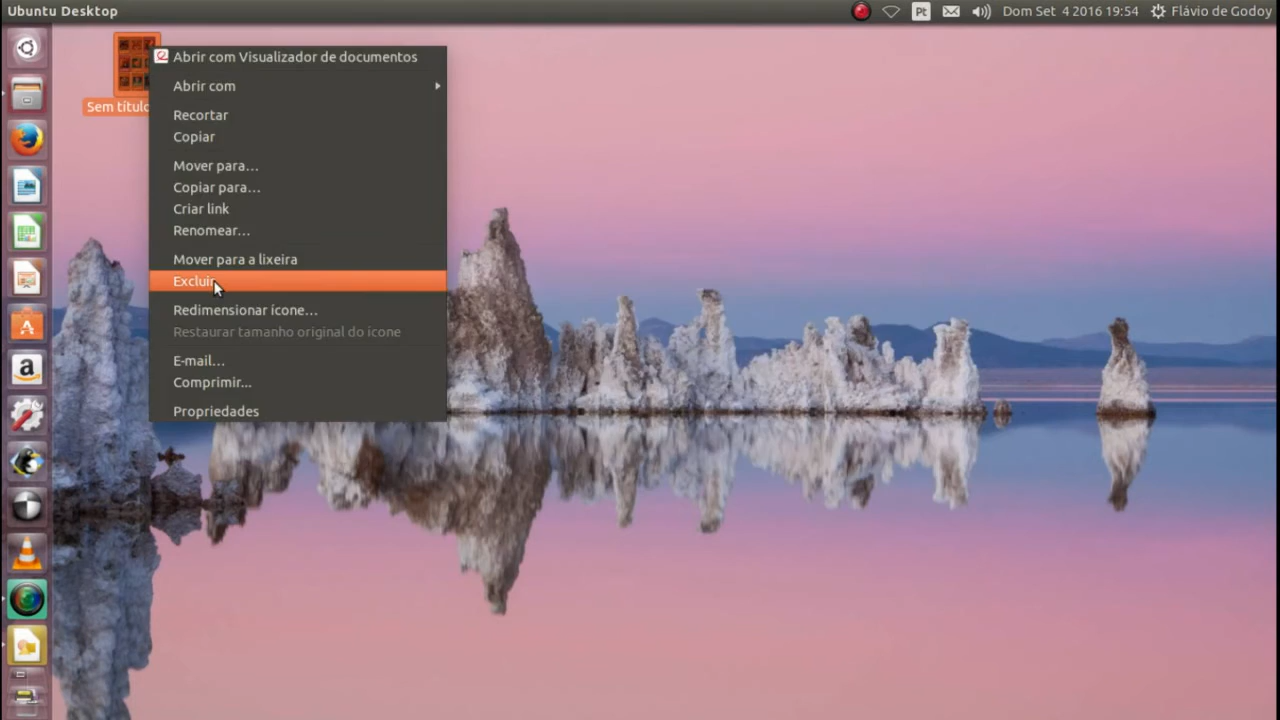 Ubuntu Desktop
Pt
Dom Set 4 2016 19:54
Flávio de Godoy
Sem título
Abrir com Visualizador de documentos
Abrir com
Recortar
Copiar
Mover para...
Copiar para...
Criar link
Renomear...
Mover para a lixeira
Excluir
Redimensionar ícone...
Restaurar tamanho original do ícone
E-mail...
Comprimir...
Propriedades
A
a